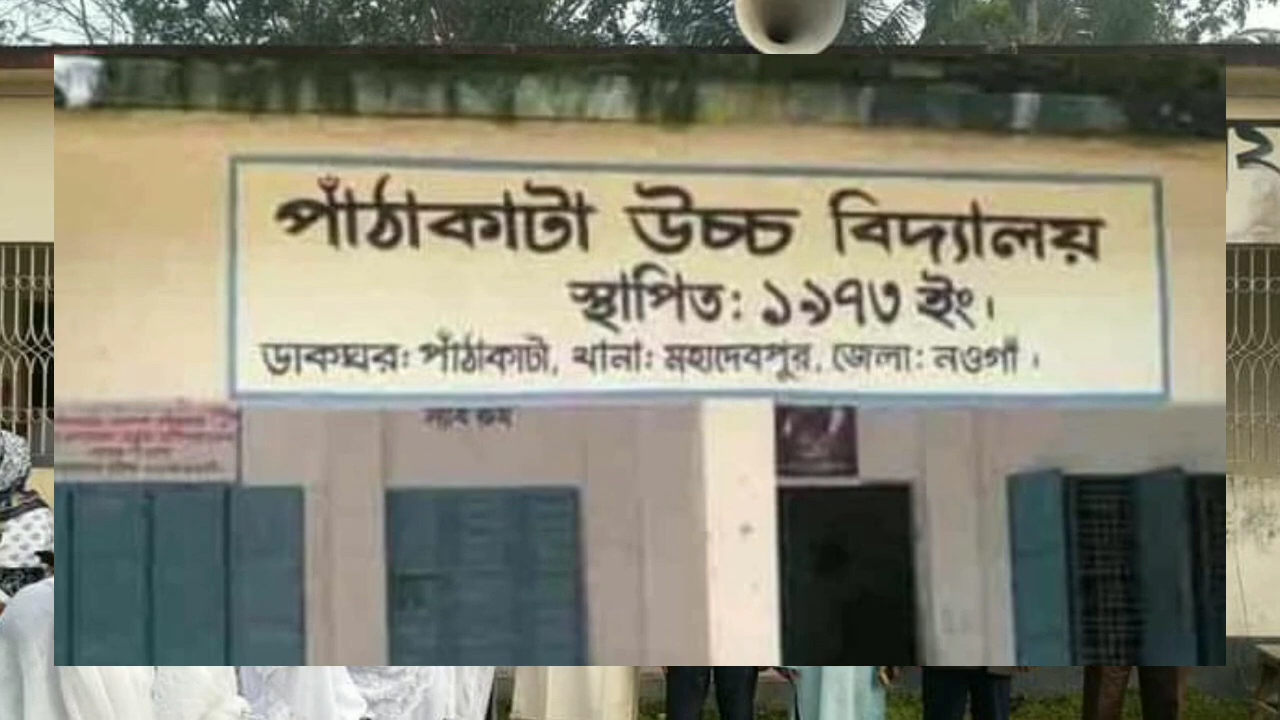 পাঁঠাকাটা উচ্চ বিদ্যালয়
স্থাপিত: ১৯৭৩ ইং।
ডাকঘর: পাঁঠাকাটা, থানা: মহাদেবপুর, জেলা: নওগাঁ।